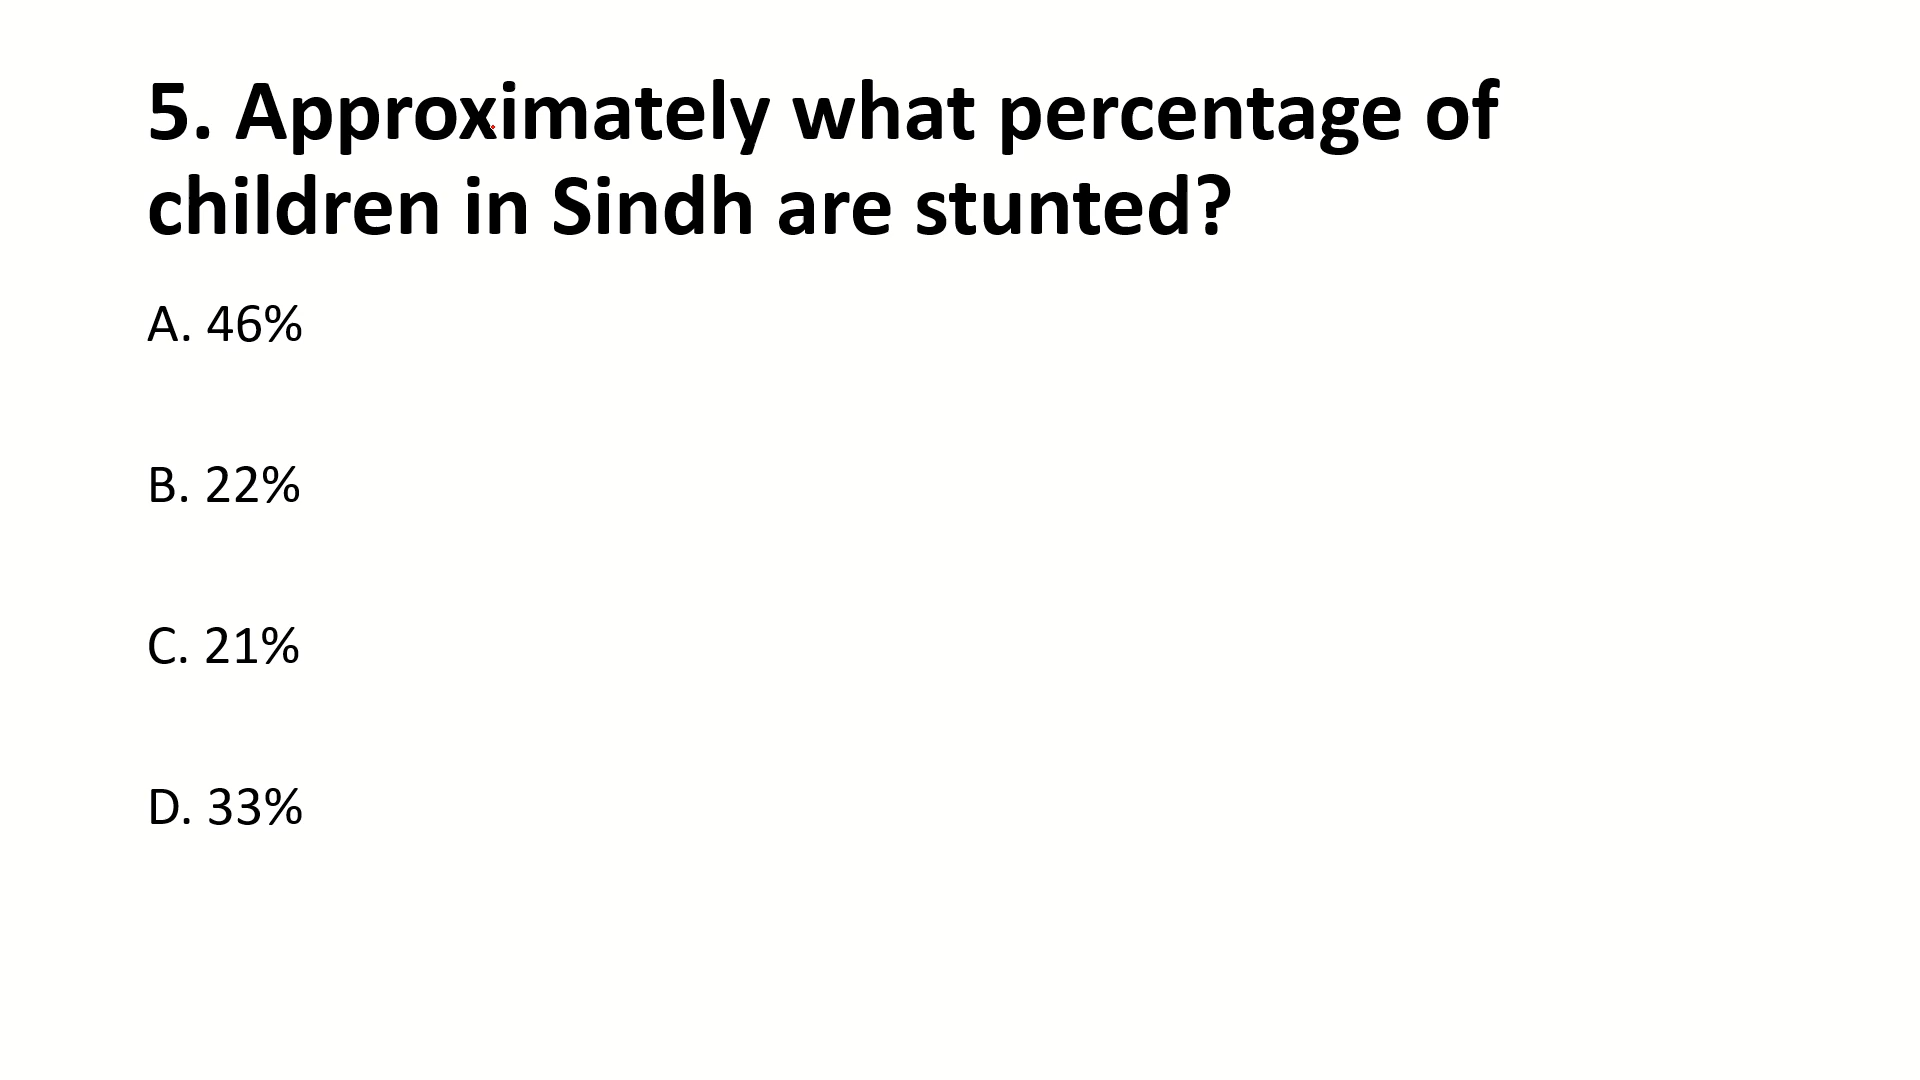 5. Approximately what percentage of
children in Sindh are stunted?
A. 46%
B. 22%
C. 21%
D. 33%